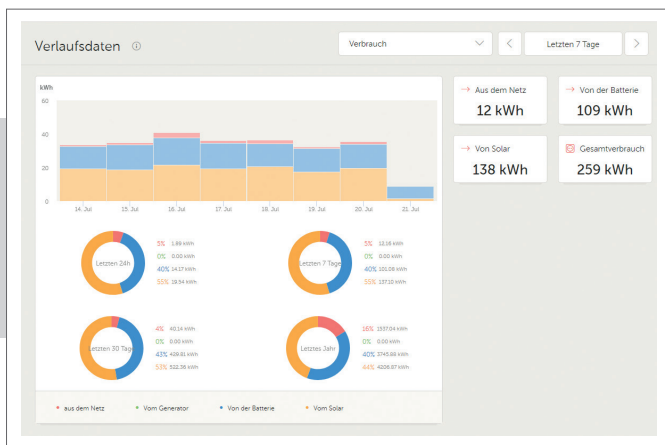 Verlaufsdaten
Verbrauch
Letzten 7 Tage
kWh
60
40
20
0
14. Jul 15. Jul 16. Jul 17. Jul 18. Jul 19. Jul 20. Jul 21. Jul
Letzten 24h
5% 1.89 kWh
0% 0.00 kWh
40% 14.17 kWh
55% 19.54 kWh
Letzten 7 Tage
5% 12.16 kWh
0% 0.00 kWh
40% 101.06 kWh
55% 137.10 kWh
Letzten 30 Tag
4% 40.14 kWh
0% 0.00 kWh
43% 428.81 kWh
53% 522.36 kWh
Letztes Jahr
16% 1537.04 kWh
0% 0.00 kWh
40% 3745.88 kWh
44% 4206.87 kWh
aus dem Netz Vom Generator Von der Batterie Vom Solar
→ Aus dem Netz
12 kWh
→ Von der Batterie
109 kWh
→ Von Solar
138 kWh
Gesamtverbrauch
259 kWh